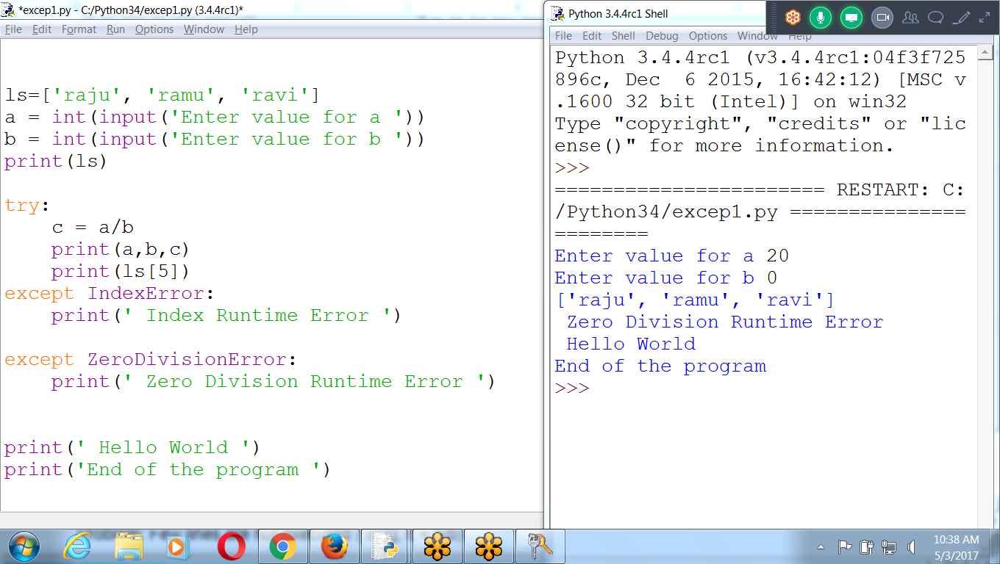 *excep1.py - C:/Python34/excep1.py (3.4.4rc1)*
File Edit Format Run Options Window Help
ls=['raju', 'ramu', 'ravi']
a = int(input('Enter value for a '))
b = int(input('Enter value for b '))
print(ls)
try:
    c = a/b
    print(a,b,c)
    print(ls[5])
except IndexError:
    print(' Index Runtime Error ')
except ZeroDivisionError:
    print(' Zero Division Runtime Error ')
print(' Hello World ')
print('End of the program ')
Python 3.4.4rc1 Shell
File Edit Shell Debug Options Window Help
Python 3.4.4rc1 (v3.4.4rc1:04f3f725
896c, Dec  6 2015, 16:42:12) [MSC v
.1600 32 bit (Intel)] on win32
Type "copyright", "credits" or "lic
ense()" for more information.
>>>
======================= RESTART: C:
/Python34/excep1.py ===============
========
Enter value for a 20
Enter value for b 0
['raju', 'ramu', 'ravi']
 Zero Division Runtime Error
 Hello World
End of the program
>>>
10:38 AM
5/3/2017